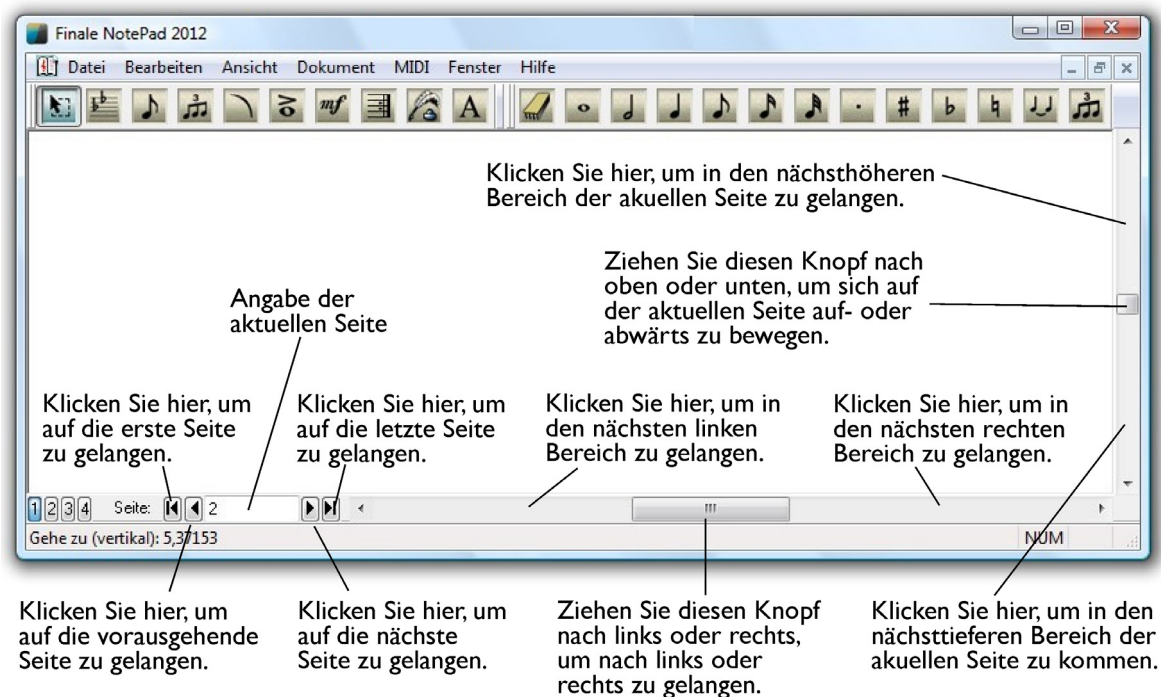 Finale NotePad 2012
Datei Bearbeiten Ansicht Dokument MIDI Fenster Hilfe
mf A
Klicken Sie hier, um in den nächsthöheren
Bereich der akuellen Seite zu gelangen.
Ziehen Sie diesen Knopf nach
oben oder unten, um sich auf
der aktuellen Seite auf- oder
abwärts zu bewegen.
Angabe der
aktuellen Seite
Klicken Sie hier, um
auf die erste Seite
zu gelangen.
Klicken Sie hier, um
auf die letzte Seite
zu gelangen.
Klicken Sie hier, um in
den nächsten linken
Bereich zu gelangen.
Klicken Sie hier, um in
den nächsten rechten
Bereich zu gelangen.
1 2 3 4 Seite: 2
Gehe zu (vertikal): 5,37153 NUM
Klicken Sie hier, um
auf die vorausgehende
Seite zu gelangen.
Klicken Sie hier, um
auf die nächste
Seite zu gelangen.
Ziehen Sie diesen Knopf
nach links oder rechts,
um nach links oder
rechts zu gelangen.
Klicken Sie hier, um in den
nächsttieferen Bereich der
akuellen Seite zu kommen.